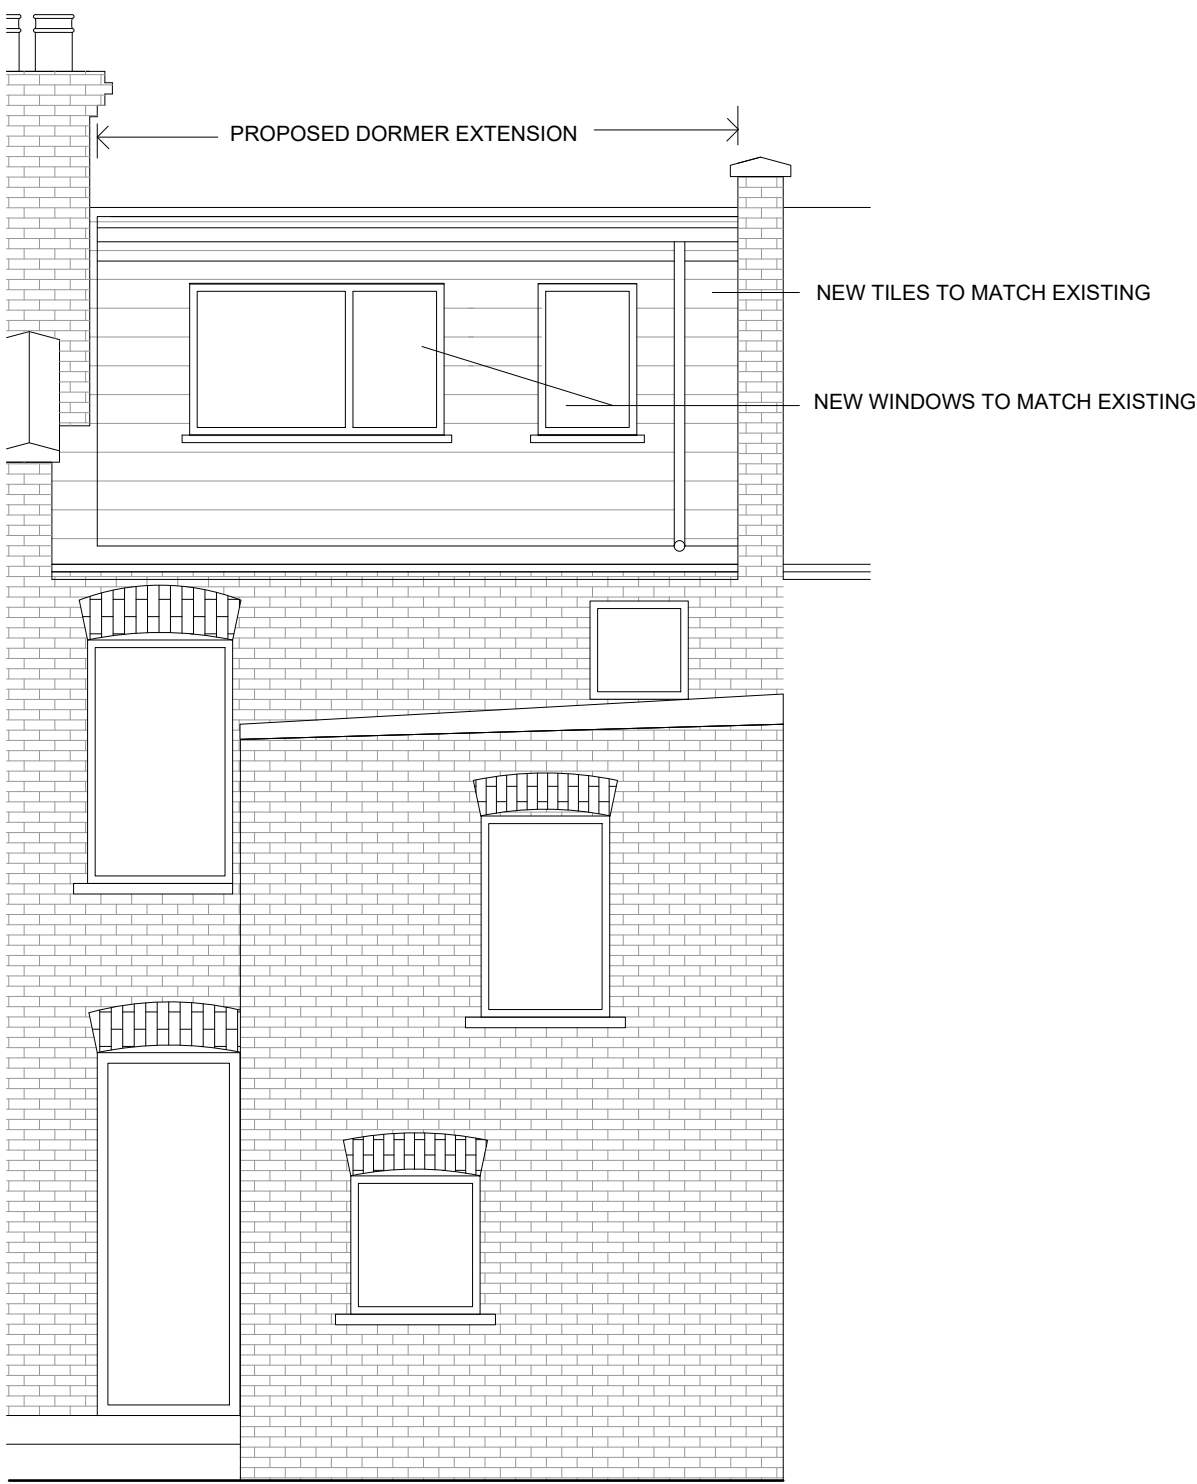 PROPOSED DORMER EXTENSION
NEW TILES TO MATCH EXISTING
NEW WINDOWS TO MATCH EXISTING